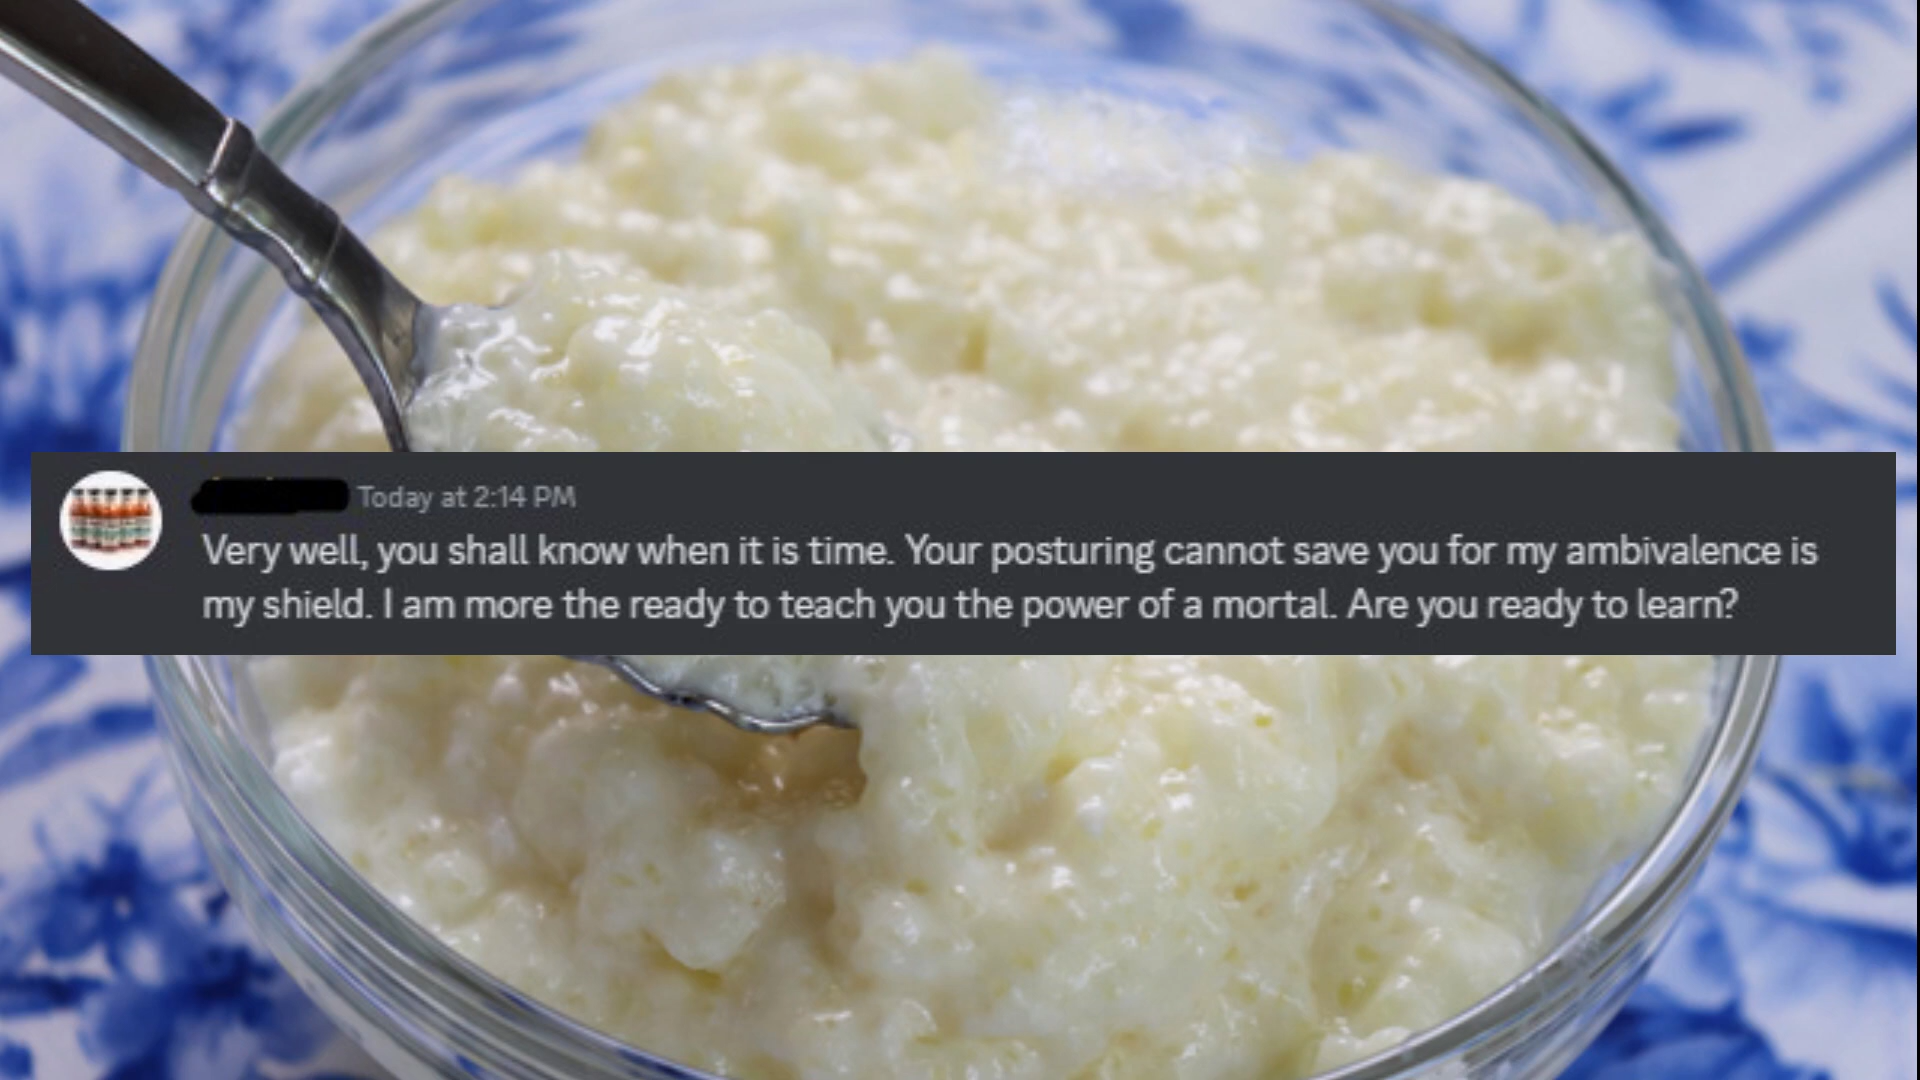 Today at 2:14 PM
Very well, you shall know when it is time. Your posturing cannot save you for my ambivalence is
my shield. I am more the ready to teach you the power of a mortal. Are you ready to learn?